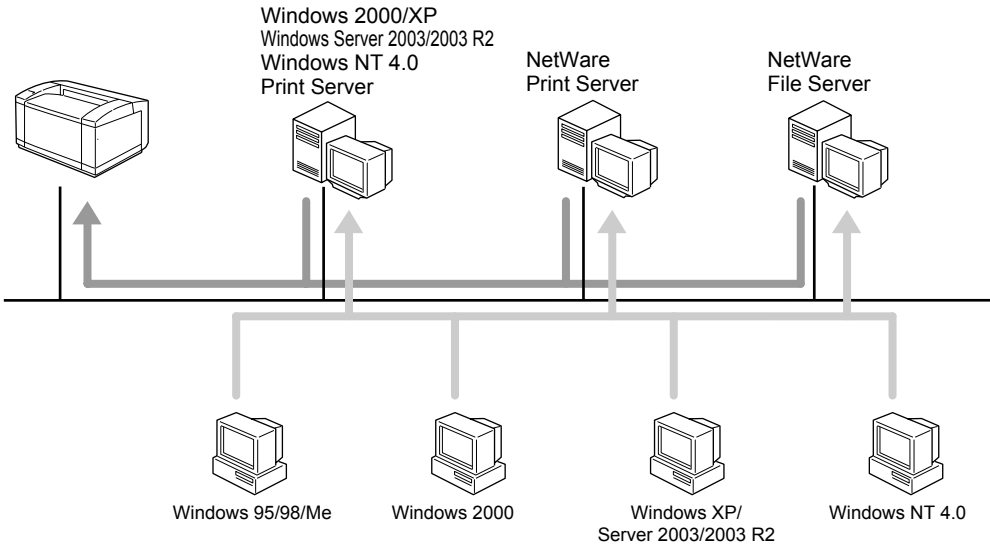 Windows 2000/XP
Windows Server 2003/2003 R2
Windows NT 4.0
Print Server
NetWare
Print Server
NetWare
File Server
Windows 95/98/Me
Windows 2000
Windows XP/
Server 2003/2003 R2
Windows NT 4.0